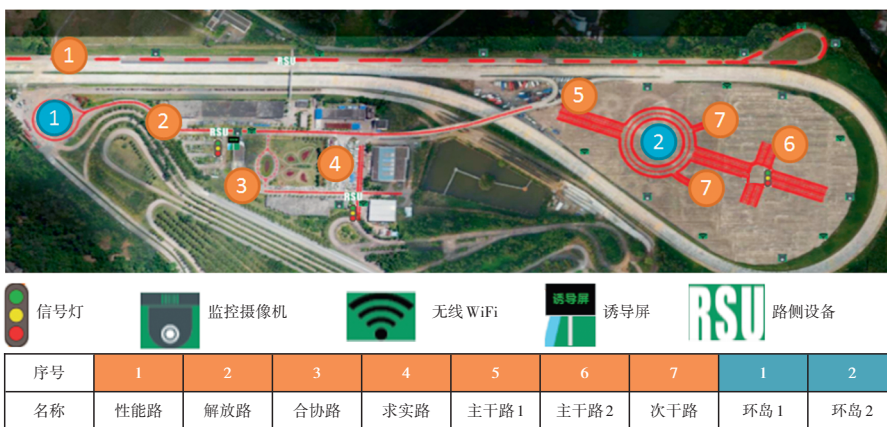 1
RSU
5
1
2
RSU
7
2
6
4
3
7
RSU
信号灯
监控摄像机
无线WiFi
诱导屏
诱导屏
RSU
路侧设备
序号 1 2 3 4 5 6 7 1 2
名称 性能路 解放路 合协路 求实路 主干路1 主干路2 次干路 环岛1 环岛2